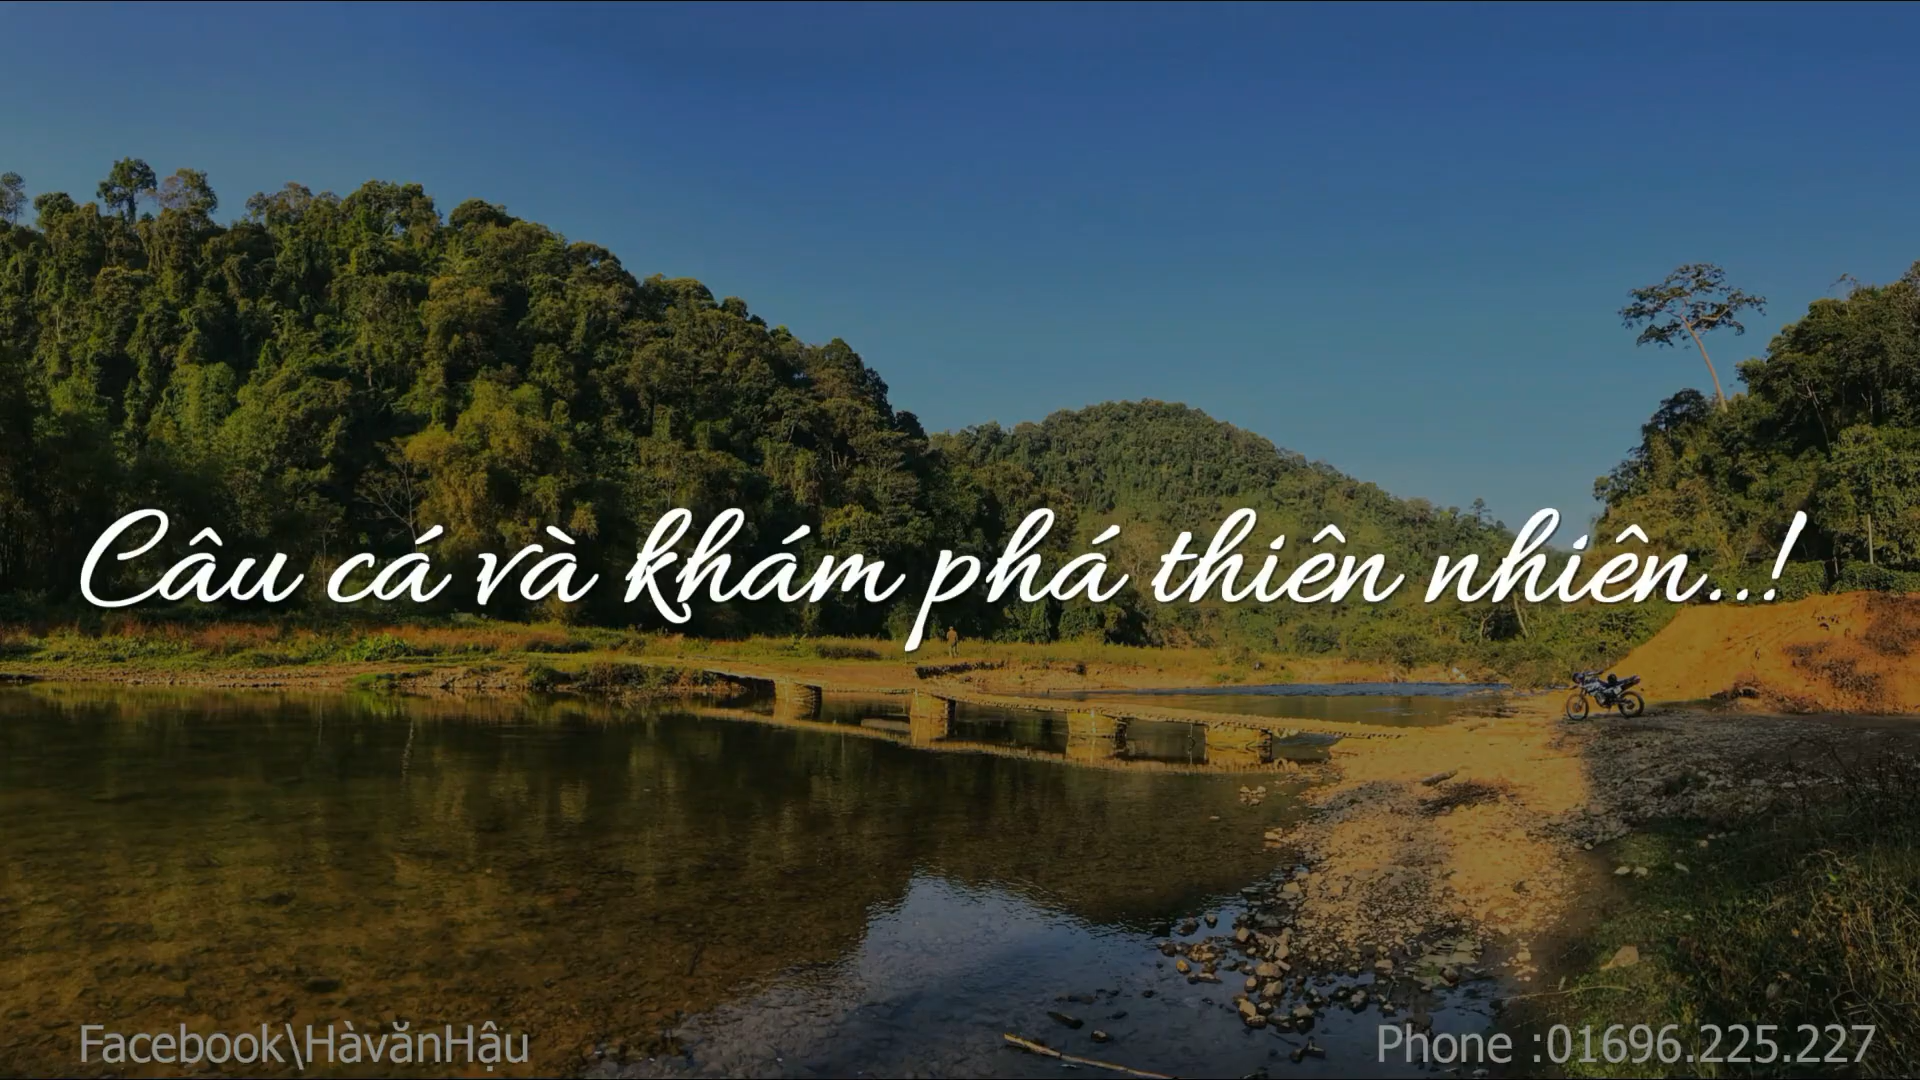 Câu cá và khám phá thiên nhiên...!
Facebook\HàvănHậu
Phone :01696.225.227